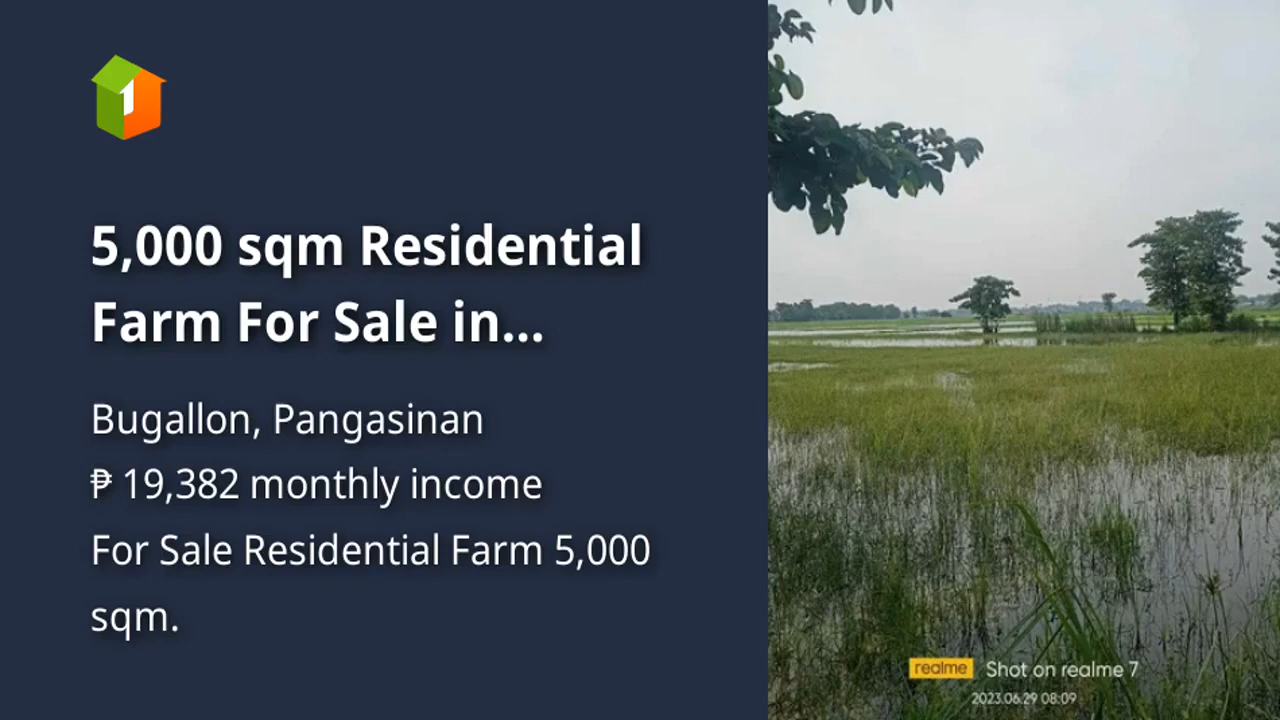 5,000 sqm Residential
Farm For Sale in...
Bugallon, Pangasinan
₱ 19,382 monthly income
For Sale Residential Farm 5,000
sqm.
realme Shot on realme 7
2023.06.29 08:09